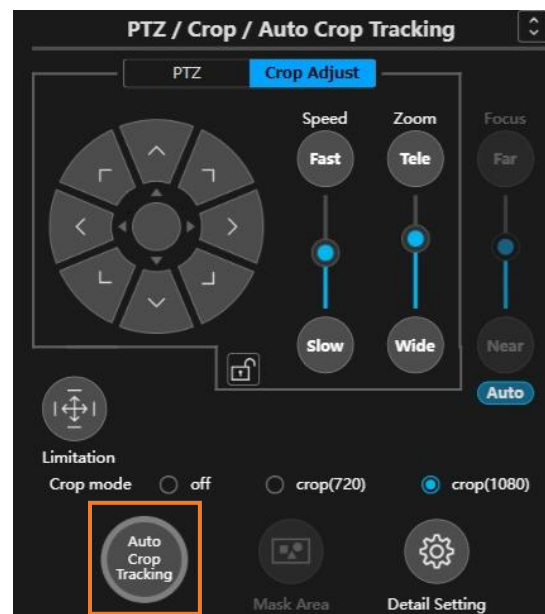 PTZ / Crop / Auto Crop Tracking
PTZ Crop Adjust
Speed Zoom Focus
Fast Tele Far
Slow Wide Near
Auto
Limitation
Crop mode off crop(720) crop(1080)
Auto
Crop
Tracking
Mask Area Detail Setting